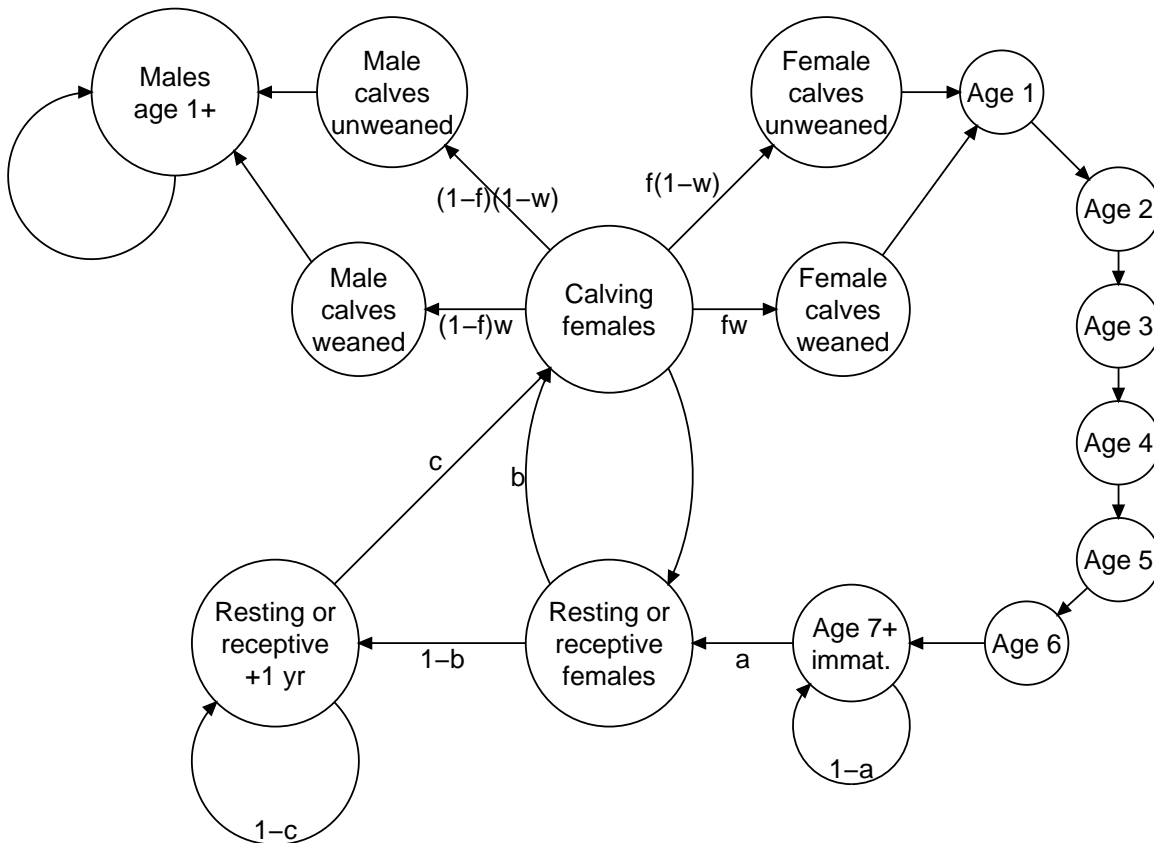 Males
age 1+
Male
calves
unweaned
Female
calves
unweaned
Age 1
(1–f)(1–w)
f(1–w)
Age 2
Male
calves
weaned
(1–f)w
Calving
females
fw
Female
calves
weaned
Age 3
Age 4
c
b
Age 5
Resting or
receptive
+1 yr
1–b
Resting or
receptive
females
a
Age 7+
immat.
Age 6
1–a
1–c